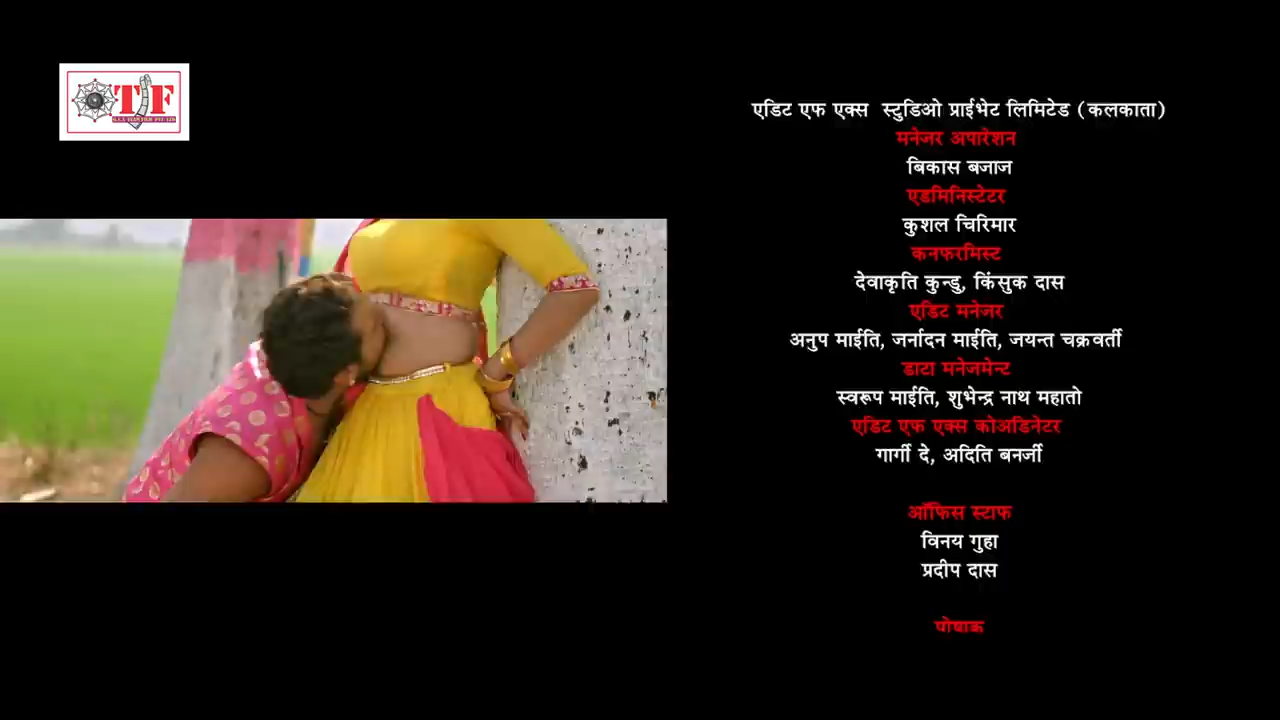 TF
एडिट एफ एक्स स्टुडिओ प्राईभेट लिमिटेड (कलकाता)
मनेजर अपारेशन
बिकास बजाज
एडमिनिस्टेटर
कुशल चिरिमार
कनफरमिस्ट
देवाकृति कुन्डु, किंसुक दास
एडिट मनेजर
अनुप माईति, जर्नादन माईति, जयन्त चक्रवर्ती
डाटा मनेजमेन्ट
स्वरूप माईति, शुभेन्द्र नाथ महातो
एडिट एफ एक्स कोअडिनेटर
गार्गी दे, अदिति बनर्जी
ऑफिस स्टाफ
विनय गुहा
प्रदीप दास
पोषाक